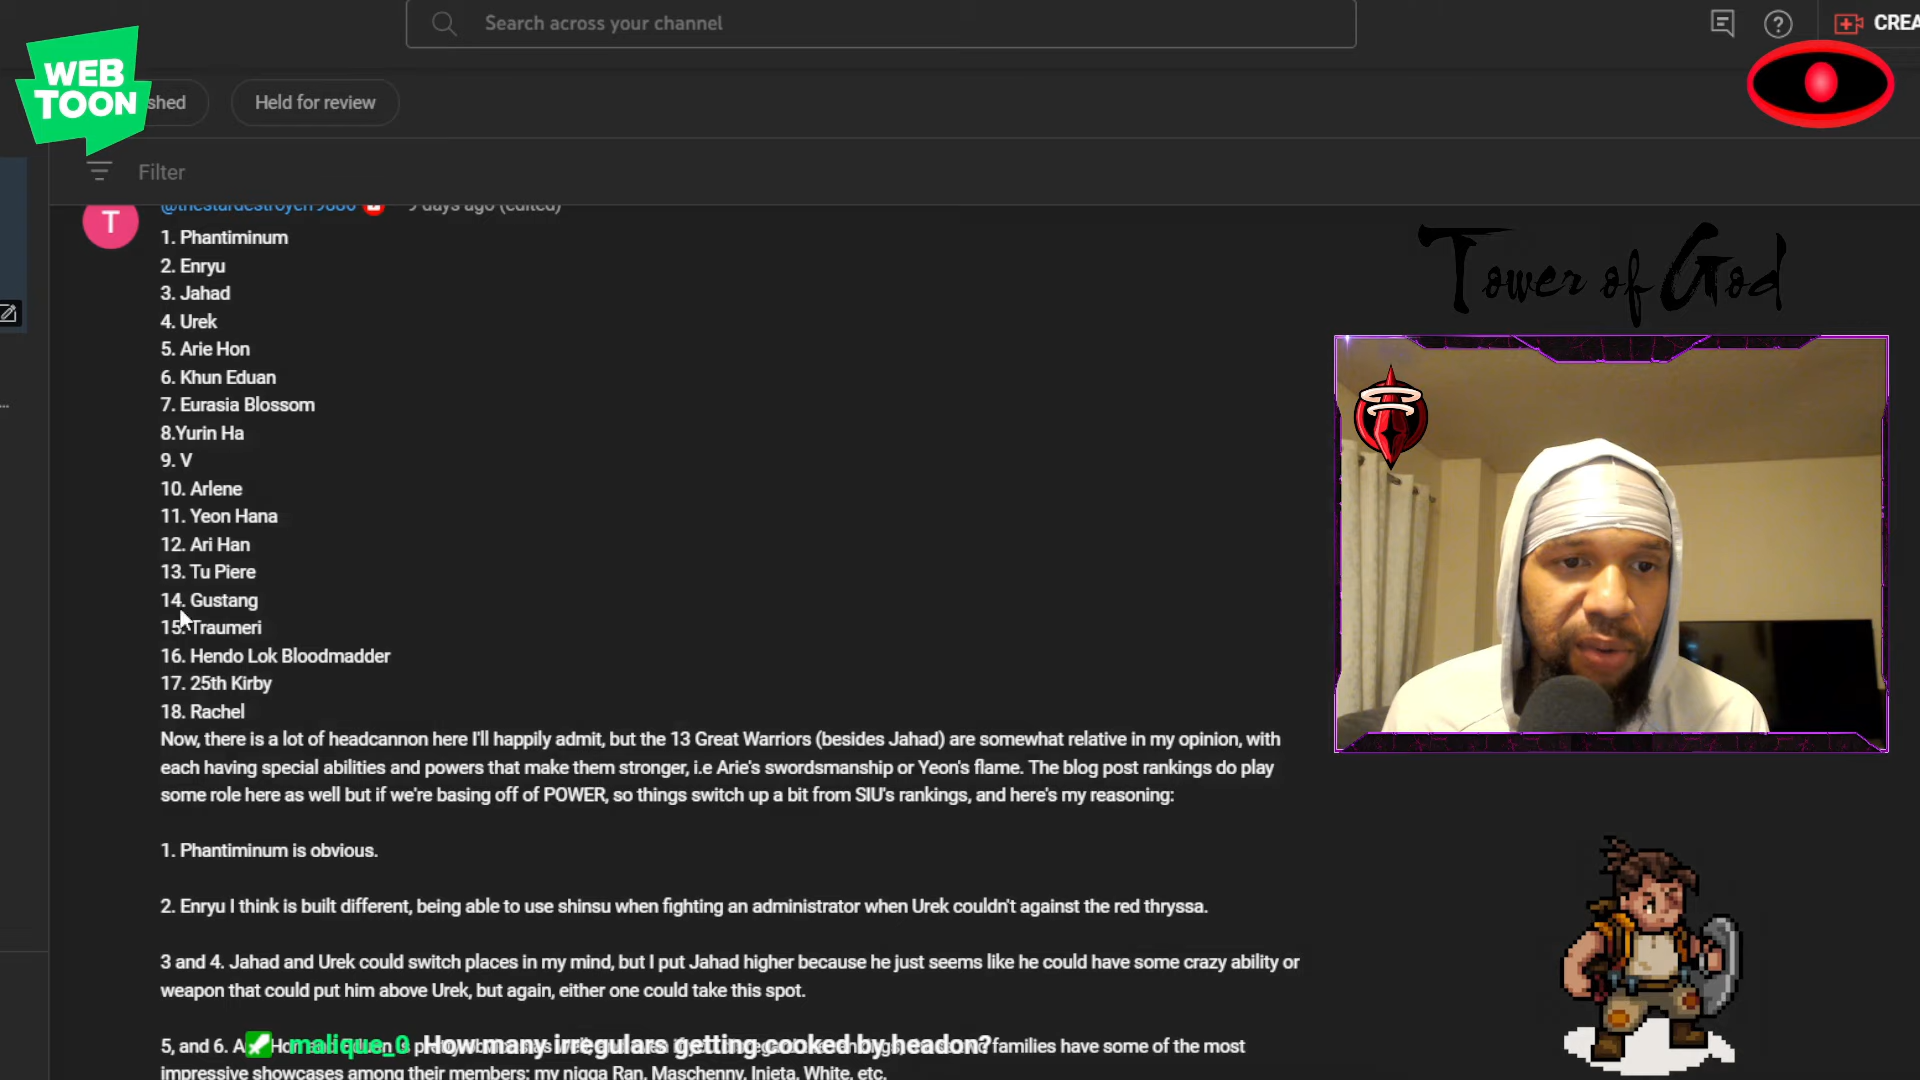 Search across your channel
CREA
WEB
TOON
shed
Held for review
Filter
9 days ago (edited)
T
1. Phantiminum
2. Enryu
3. Jahad
4. Urek
5. Arie Hon
6. Khun Eduan
7. Eurasia Blossom
8.Yurin Ha
9. V
10. Arlene
11. Yeon Hana
12. Ari Han
13. Tu Piere
14. Gustang
15. Traumeri
16. Hendo Lok Bloodmadder
17. 25th Kirby
18. Rachel
Now, there is a lot of headcannon here I'll happily admit, but the 13 Great Warriors (besides Jahad) are somewhat relative in my opinion, with
each having special abilities and powers that make them stronger, i.e Arie's swordsmanship or Yeon's flame. The blog post rankings do play
some role here as well but if we're basing off of POWER, so things switch up a bit from SIU's rankings, and here's my reasoning:
1. Phantiminum is obvious.
2. Enryu I think is built different, being able to use shinsu when fighting an administrator when Urek couldn't against the red thryssa.
3 and 4. Jahad and Urek could switch places in my mind, but I put Jahad higher because he just seems like he could have some crazy ability or
weapon that could put him above Urek, but again, either one could take this spot.
5, and 6. families have some of the most
malique_0 How many irregulars getting cooked by headon?
impressive showcases among their members: my nigga Ran, Maschenny, Inieta, White, etc.
Tower of God